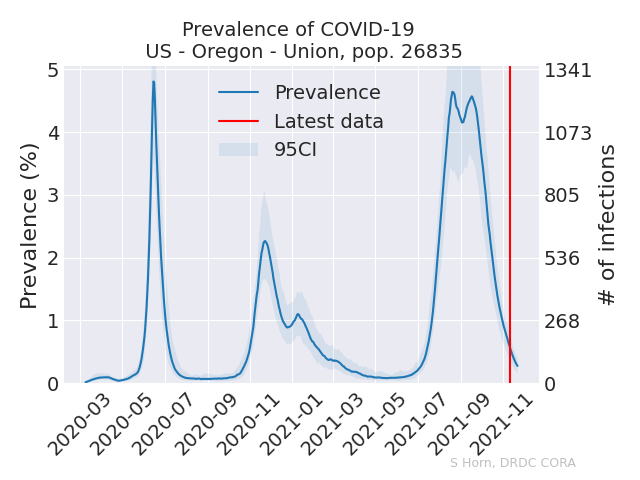 Prevalence of COVID-19
US - Oregon - Union, pop. 26835
Prevalence
Latest data
95CI
Prevalence (%)
5
4
3
2
1
0
1341
1073
805
536
268
0
# of infections
2020-03
2020-05
2020-07
2020-09
2020-11
2021-01
2021-03
2021-05
2021-07
2021-09
2021-11
S Horn, DRDC CORA